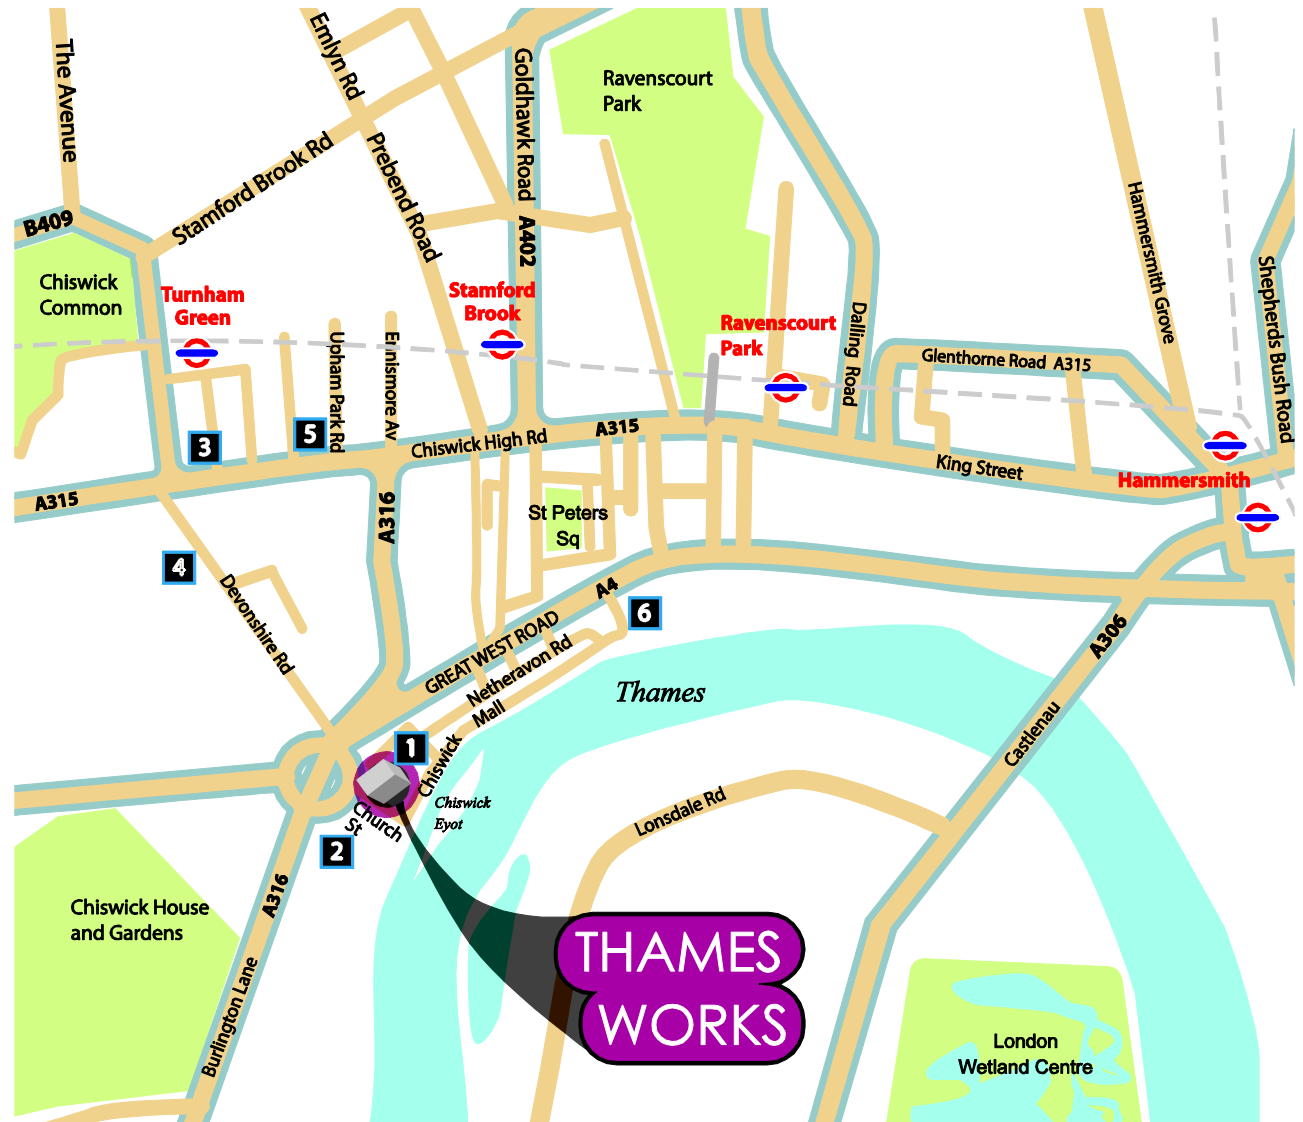 The Avenue
Emlyn Rd
Goldhawk Road
Ravenscourt
Park
Prebend Road
Stamford Brook Rd
B409
A402
Hammersmith Grove
Shepherds Bush Road
Chiswick
Common
Turnham
Green
Stamford
Brook
Ravenscourt
Park
Dalling Road
Glenthorne Road A315
Upham Park Rd
Ennismore Av
3
5
Chiswick High Rd
A315
King Street
Hammersmith
A315
A316
St Peters
Sq
4
Devonshire Rd
A4
6
GREAT WEST ROAD
Netheravon Rd
A306
Thames
Chiswick Mall
Castlenau
1
Chiswick
Eyot
Church
St
2
Lonsdale Rd
A316
Chiswick House
and Gardens
Burlington Lane
THAMES
WORKS
London
Wetland Centre